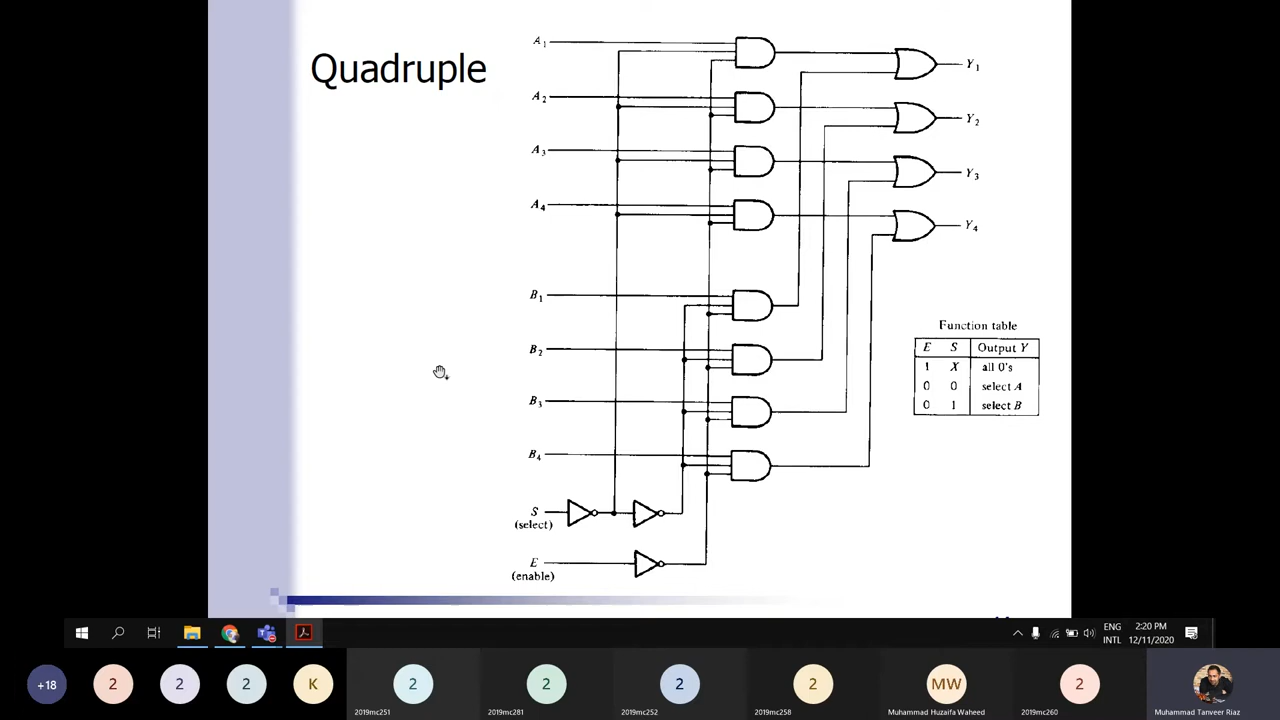 Quadruple
A1
A2
A3
A4
B1
B2
B3
B4
S
(select)
E
(enable)
Y1
Y2
Y3
Y4
Function table
E S Output Y
1 X all 0's
0 0 select A
0 1 select B
ENG
INTL
2:20 PM
12/11/2020
+18
2
2
2
K
2
2019mc251
2
2019mc281
2
2019mc252
2
2019mc258
MW
Muhammad Huzaifa Waheed
2
2019mc260
Muhammad Tanveer Riaz